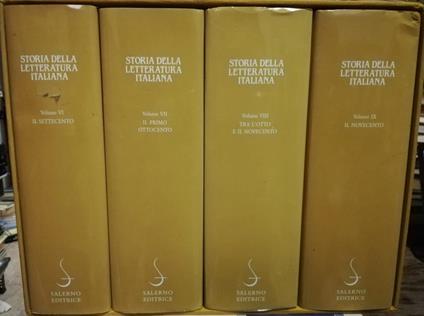 STORIA DELLA
LETTERATURA
ITALIANA
Volume VI
IL SETTECENTO
SALERNO
EDITRICE
STORIA DELLA
LETTERATURA
ITALIANA
Volume VII
IL PRIMO
OTTOCENTO
SALERNO
EDITRICE
STORIA DELLA
LETTERATURA
ITALIANA
Volume VIII
TRA L'OTTO
E IL NOVECENTO
SALERNO
EDITRICE
STORIA DELLA
LETTERATURA
ITALIANA
Volume IX
IL NOVECENTO
SALERNO
EDITRICE